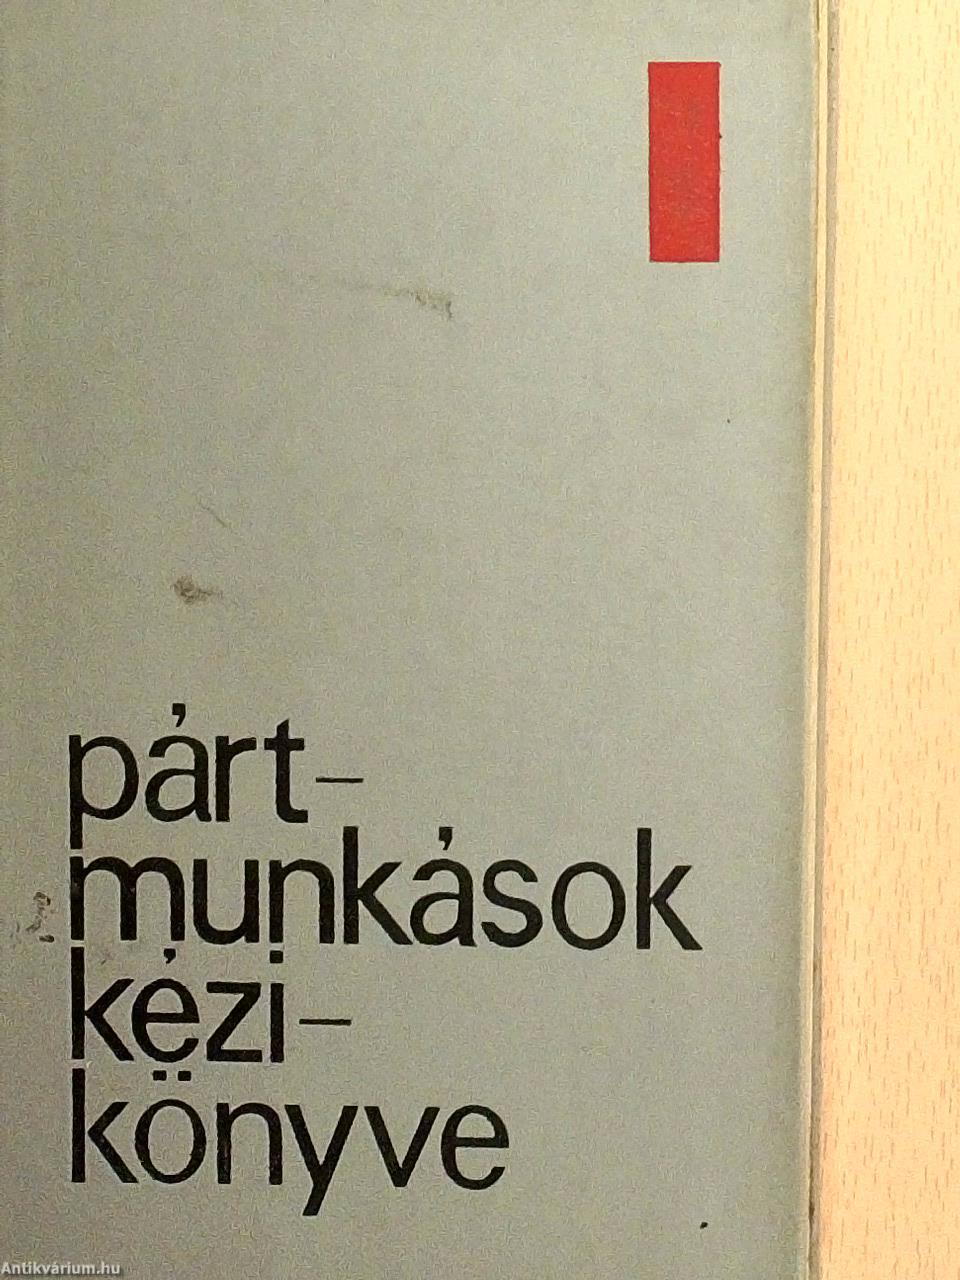 párt-
munkások
kézi-
könyve
Antikvárium.hu